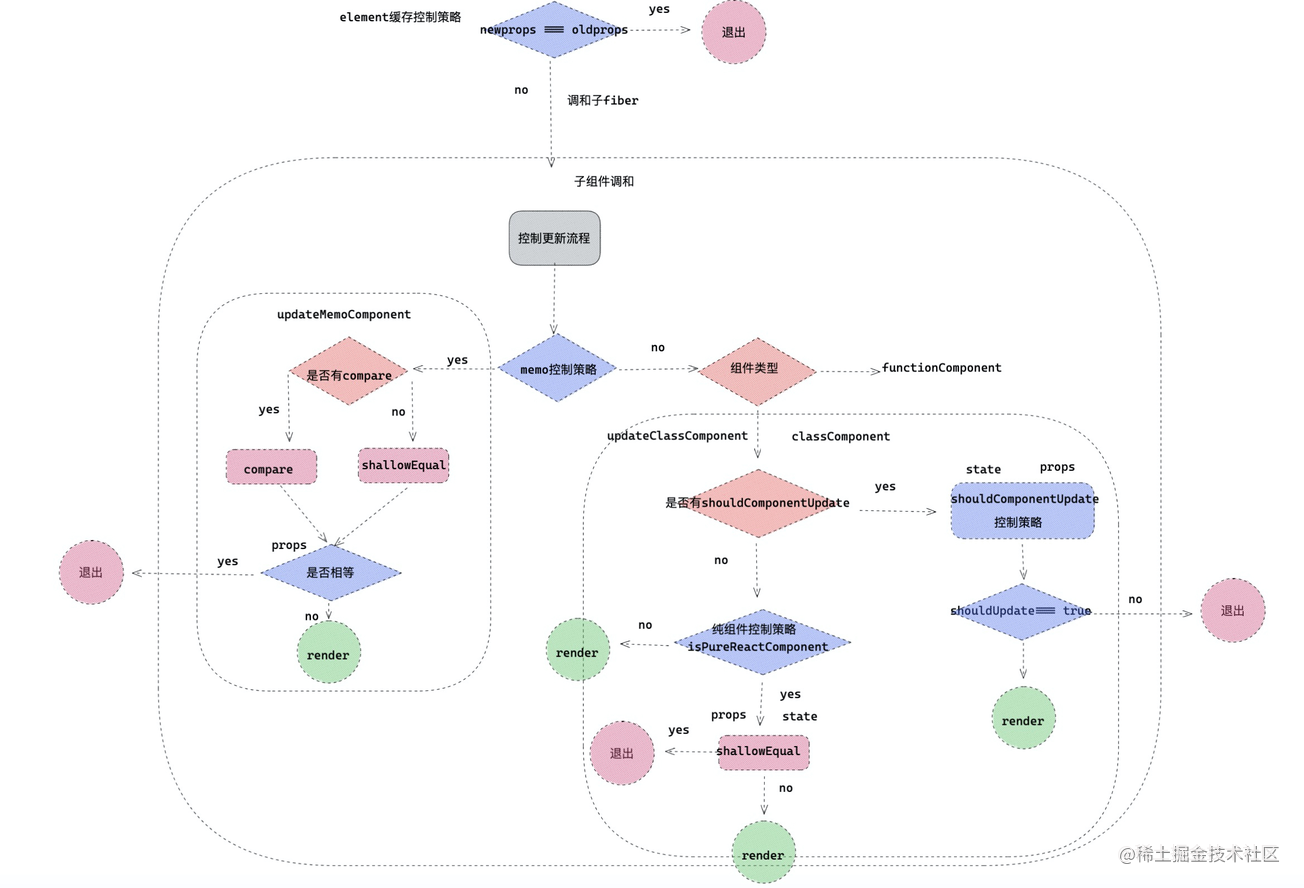 element缓存控制策略
newprops === oldprops
yes
退出
no
调和子fiber
子组件调和
控制更新流程
updateMemoComponent
是否有compare
yes
memo控制策略
no
组件类型
functionComponent
yes
no
compare
shallowEqual
props
是否相等
yes
退出
no
render
updateClassComponent
classComponent
是否有shouldComponentUpdate
yes
state
props
shouldComponentUpdate
控制策略
no
shouldUpdate=== true
no
退出
render
纯组件控制策略
isPureReactComponent
no
render
yes
props
state
shallowEqual
yes
退出
no
render
@稀土掘金技术社区